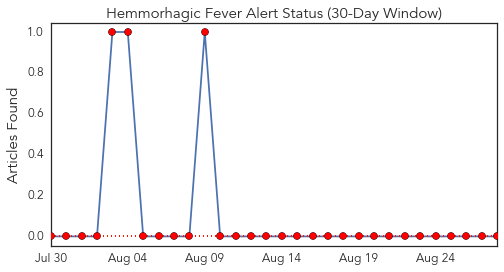 Hemmorhagic Fever Alert Status (30-Day Window)
Articles Found
1.0
0.8
0.6
0.4
0.2
0.0
Jul 30 Aug 04 Aug 09 Aug 14 Aug 19 Aug 24